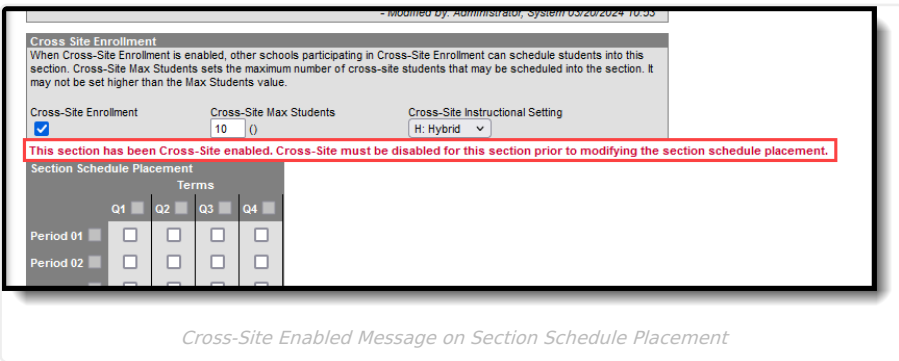 - Modified by: Administrator, System 03/20/2024 10:53
Cross Site Enrollment
When Cross-Site Enrollment is enabled, other schools participating in Cross-Site Enrollment can schedule students into this
section. Cross-Site Max Students sets the maximum number of cross-site students that may be scheduled into the section. It
may not be set higher than the Max Students value.
Cross-Site Enrollment Cross-Site Max Students Cross-Site Instructional Setting
10 () H: Hybrid
This section has been Cross-Site enabled. Cross-Site must be disabled for this section prior to modifying the section schedule placement.
Section Schedule Placement
Terms
Q1 Q2 Q3 Q4
Period 01
Period 02
Cross-Site Enabled Message on Section Schedule Placement